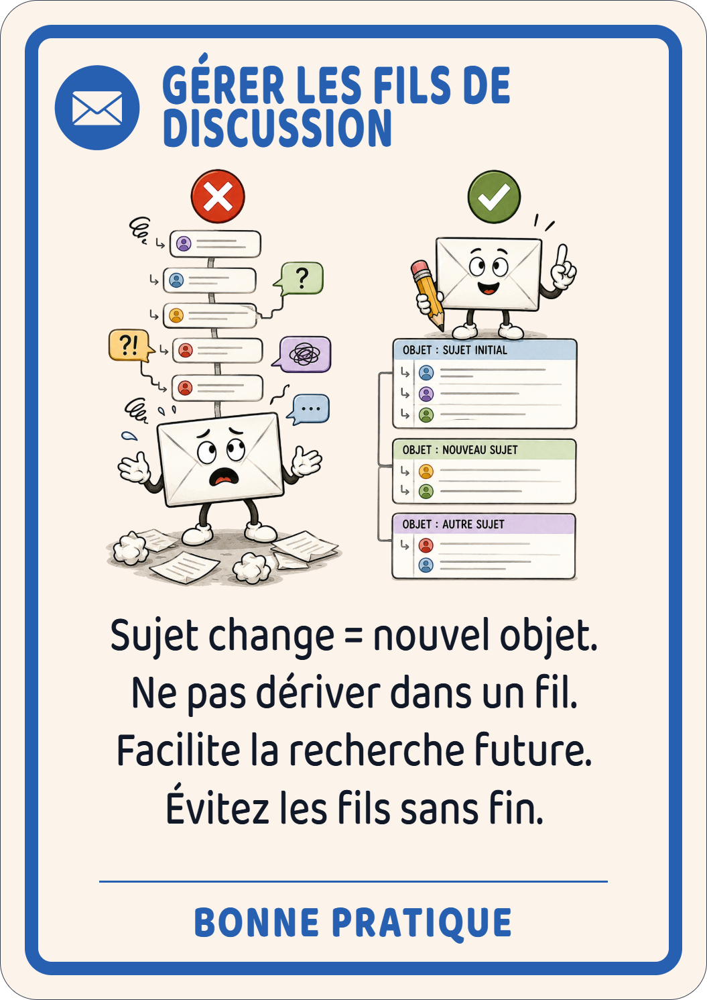 GÉRER LES FILS DE
DISCUSSION
?
?!
...
OBJET : SUJET INITIAL
OBJET : NOUVEAU SUJET
OBJET : AUTRE SUJET
Sujet change = nouvel objet.
Ne pas dériver dans un fil.
Facilite la recherche future.
Évitez les fils sans fin.
BONNE PRATIQUE